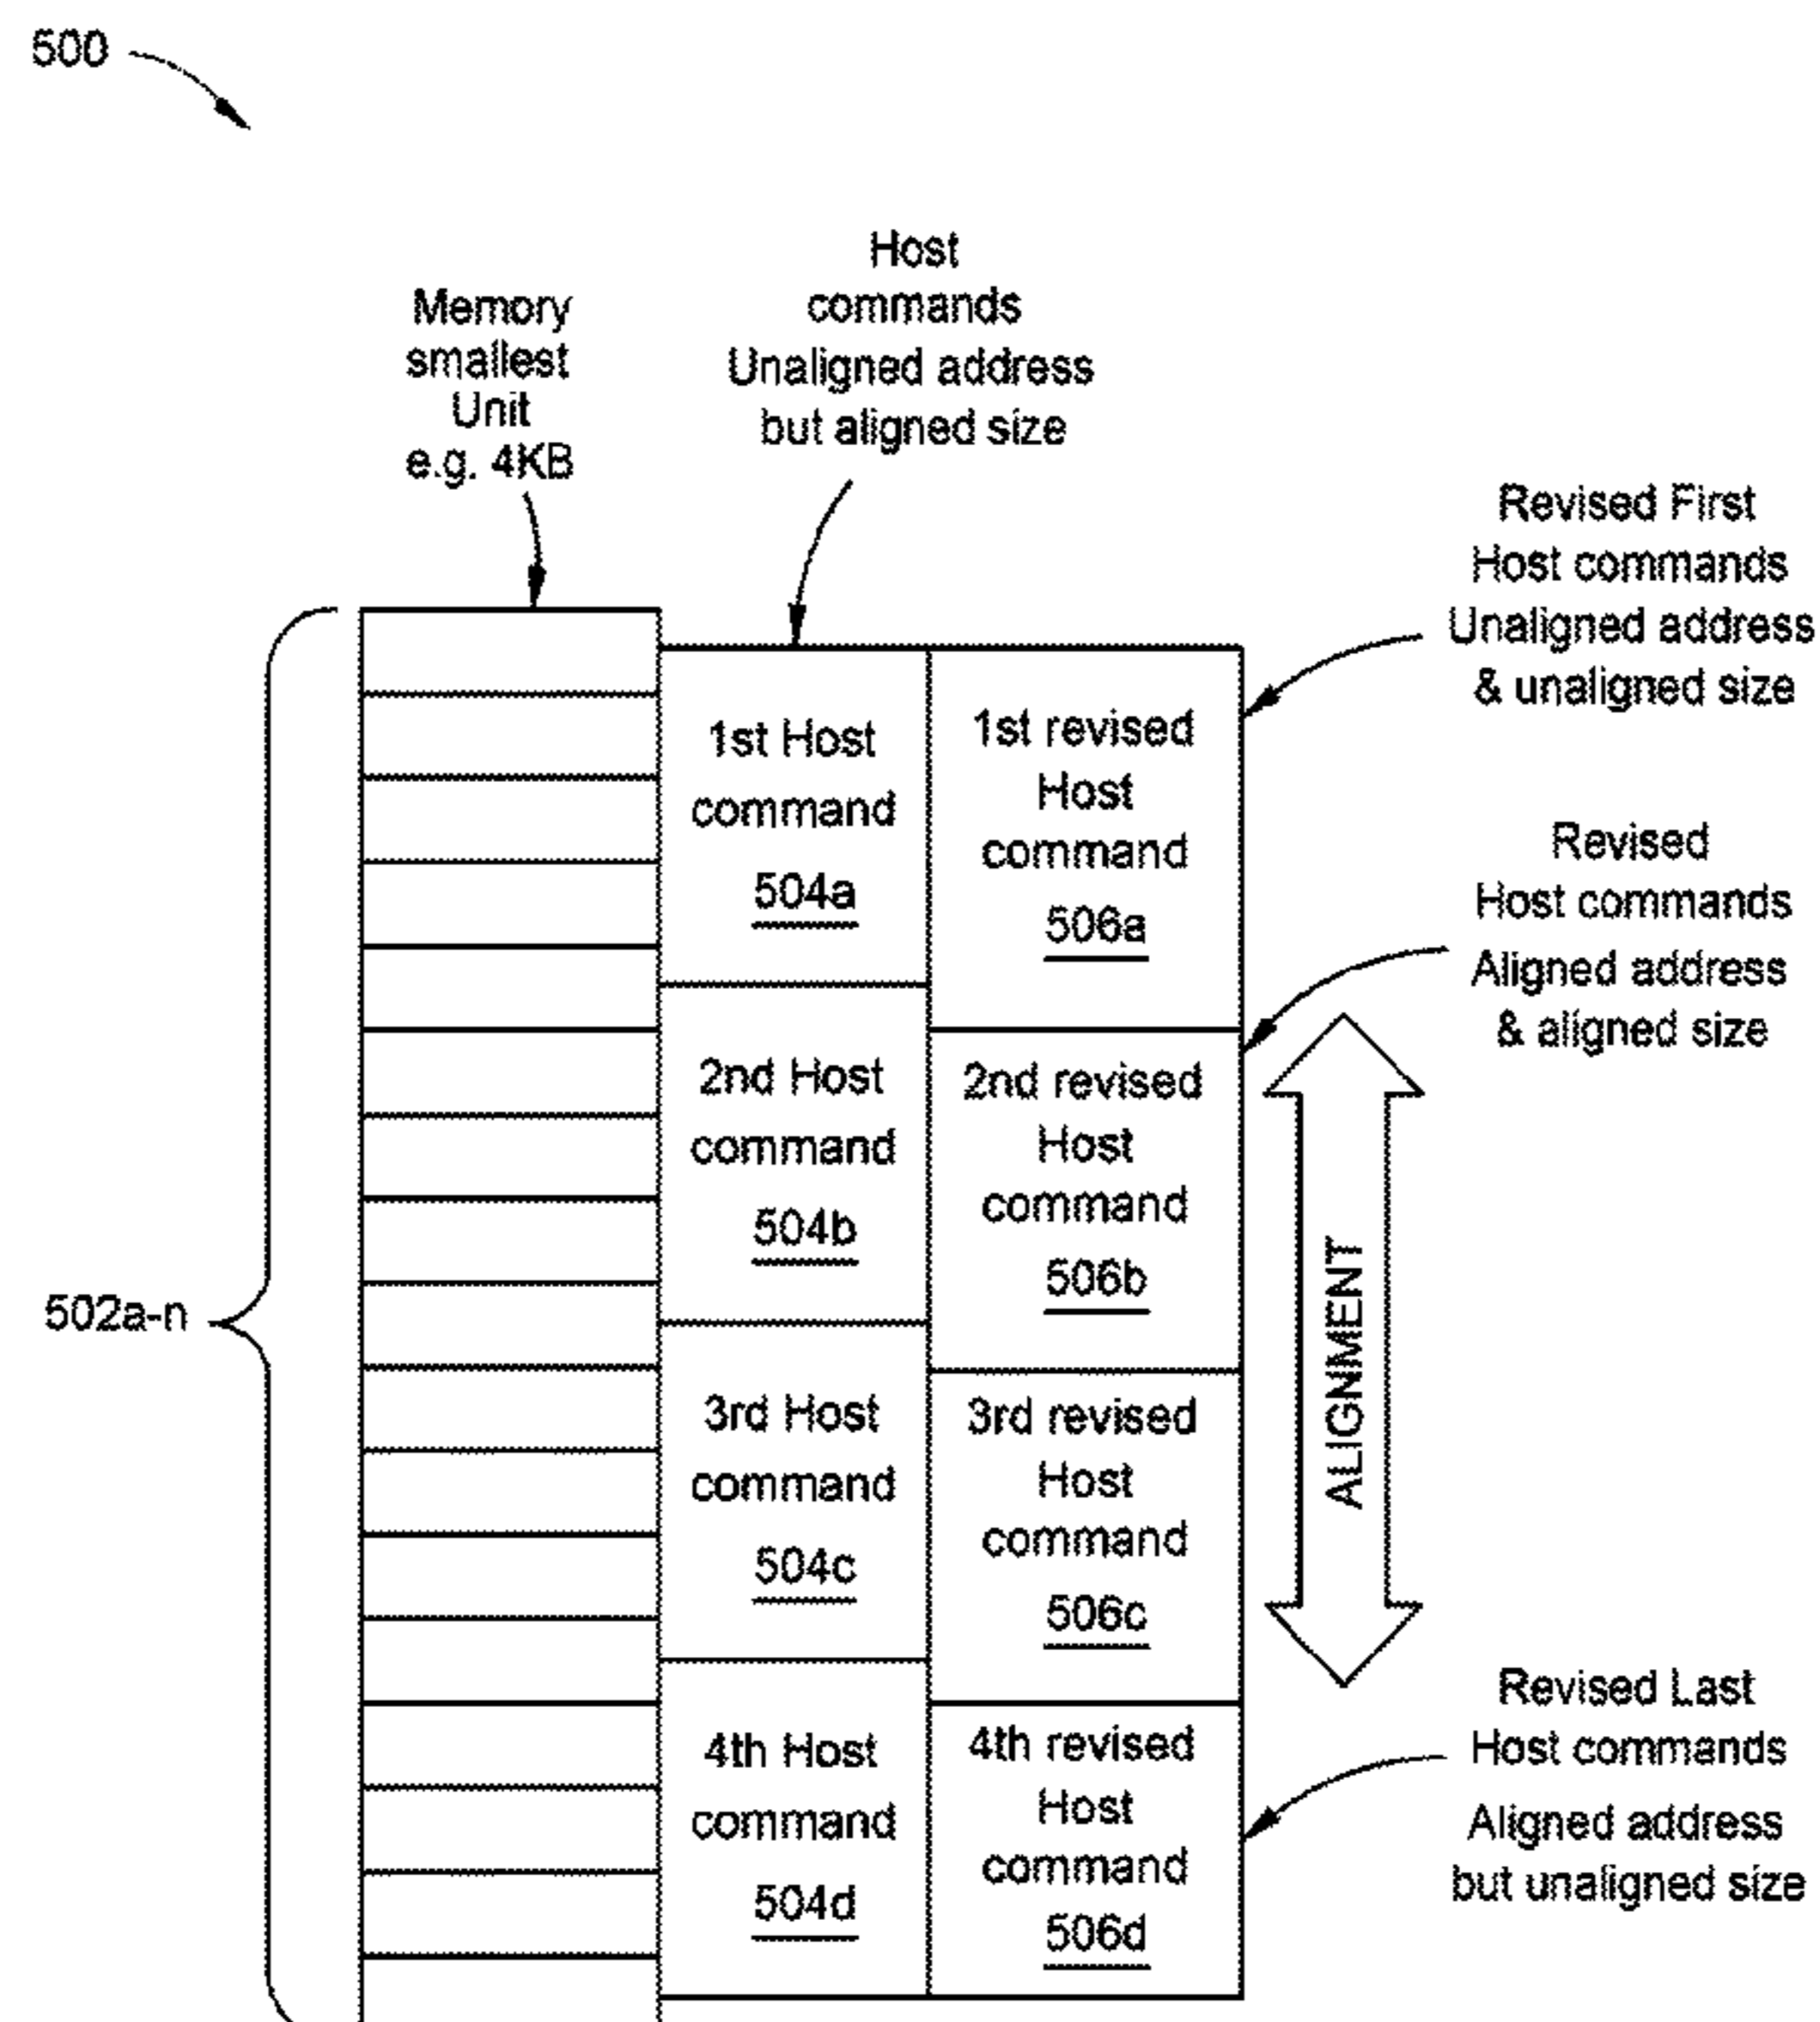 500
Host
commands
Unaligned address
but aligned size
Memory
smallest
Unit
e.g. 4KB
Revised First
Host commands
Unaligned address
& unaligned size
1st Host
command
504a
1st revised
Host
command
506a
Revised
Host commands
Aligned address
& aligned size
2nd Host
command
504b
2nd revised
Host
command
506b
ALIGNMENT
502a-n
3rd Host
command
504c
3rd revised
Host
command
506c
4th Host
command
504d
4th revised
Host
command
506d
Revised Last
Host commands
Aligned address
but unaligned size